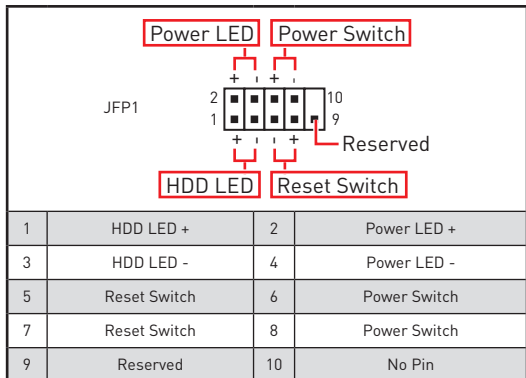 Power LED Power Switch
+ - + -
JFP1
2 10
1 9
+ - - +
Reserved
HDD LED Reset Switch
1 HDD LED + 2 Power LED +
3 HDD LED - 4 Power LED -
5 Reset Switch 6 Power Switch
7 Reset Switch 8 Power Switch
9 Reserved 10 No Pin